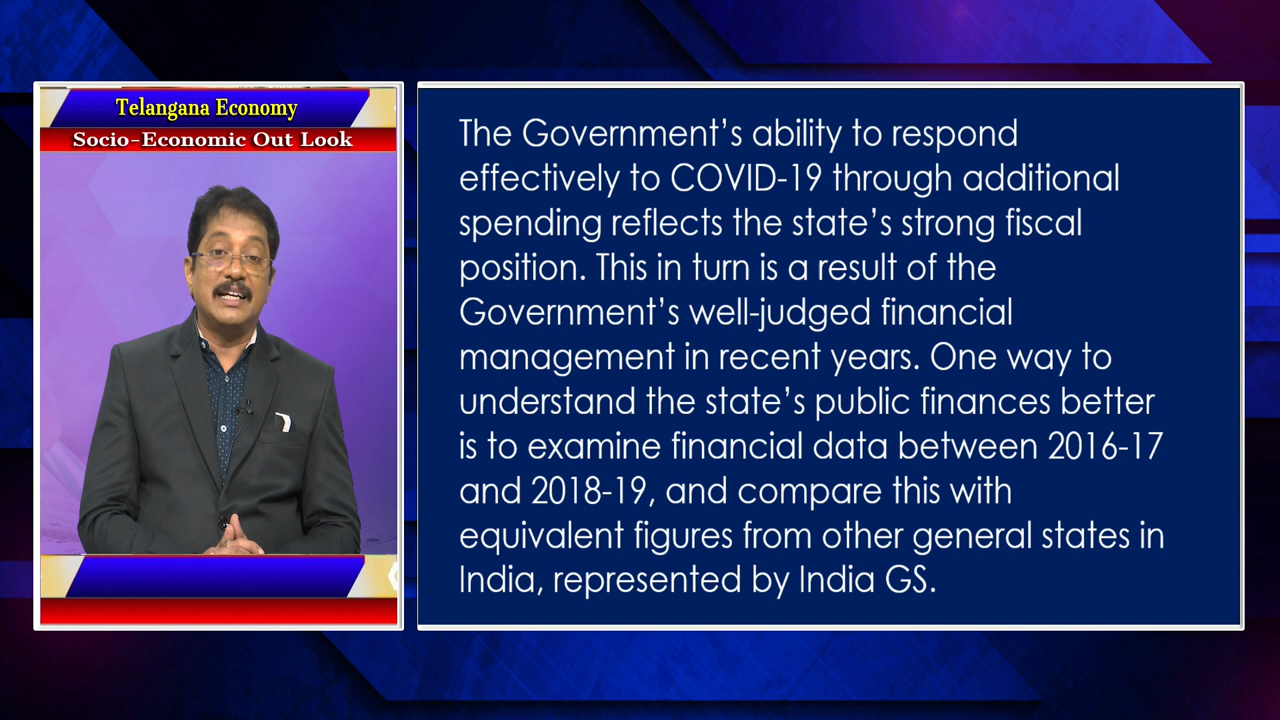 Telangana Economy
Socio-Economic Out Look
The Government's ability to respond
effectively to COVID-19 through additional
spending reflects the state's strong fiscal
position. This in turn is a result of the
Government's well-judged financial
management in recent years. One way to
understand the state's public finances better
is to examine financial data between 2016-17
and 2018-19, and compare this with
equivalent figures from other general states in
India, represented by India GS.